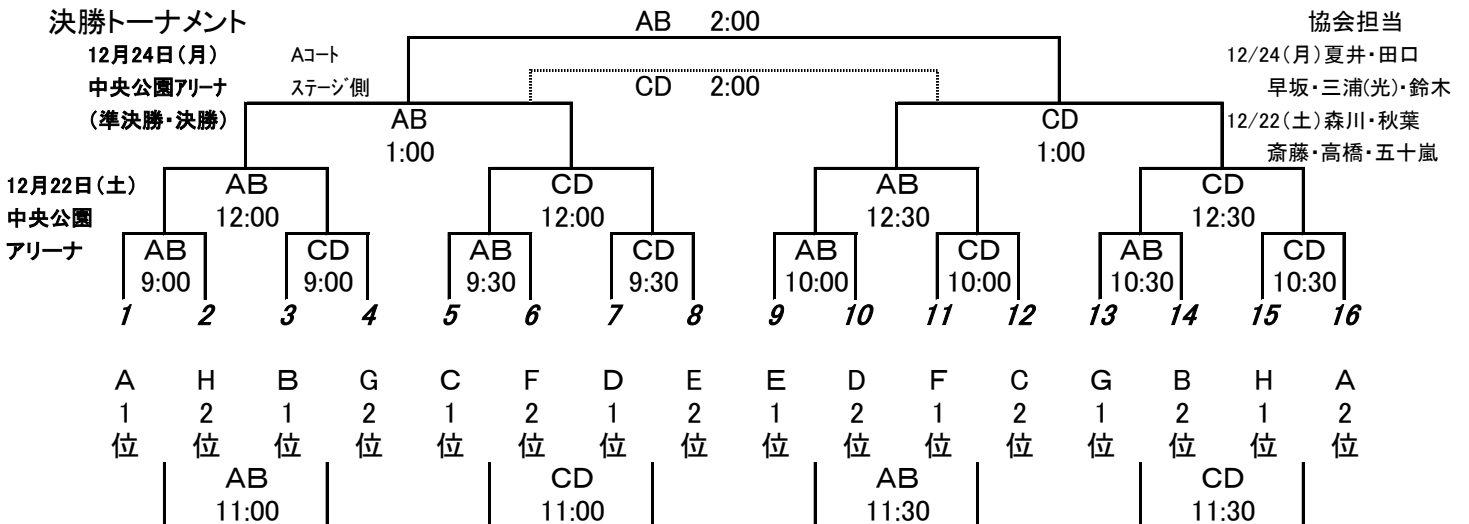 決勝トーナメント AB 2:00 協会担当
12月24日(月) Aコート 12/24(月)夏井・田口
中央公園アリーナ ステージ側 CD 2:00 早坂・三浦(光)・鈴木
(準決勝・決勝) AB CD 12/22(土)森川・秋葉
1:00 1:00 斎藤・高橋・五十嵐
12月22日(土) AB CD AB CD
中央公園 12:00 12:00 12:30 12:30
アリーナ AB CD AB CD AB CD AB CD
9:00 9:00 9:30 9:30 10:00 10:00 10:30 10:30
1 2 3 4 5 6 7 8 9 10 11 12 13 14 15 16
A H B G C F D E E D F C G B H A
1 2 1 2 1 2 1 2 1 2 1 2 1 2 1 2
位 位 位 位 位 位 位 位 位 位 位 位 位 位 位 位
AB CD AB CD
11:00 11:00 11:30 11:30